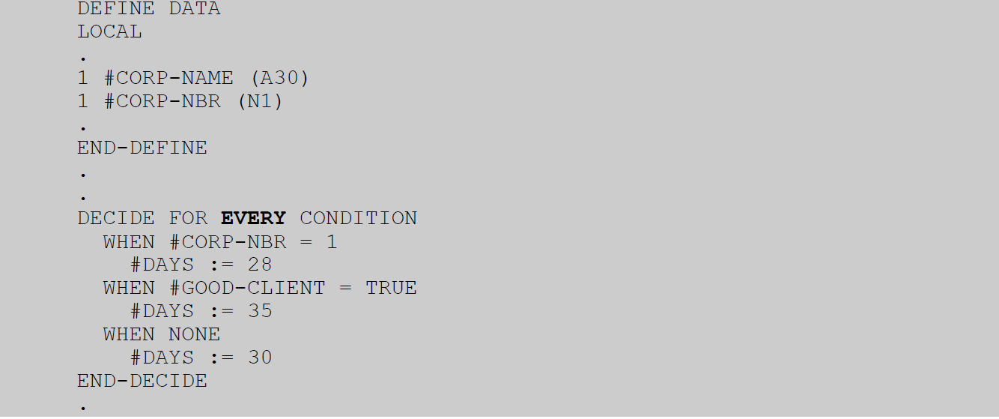 DEFINE DATA
LOCAL
.
1 #CORP-NAME (A30)
1 #CORP-NBR (N1)
.
END-DEFINE
.
.
DECIDE FOR EVERY CONDITION
WHEN #CORP-NBR = 1
#DAYS := 28
WHEN #GOOD-CLIENT = TRUE
#DAYS := 35
WHEN NONE
#DAYS := 30
END-DECIDE
.